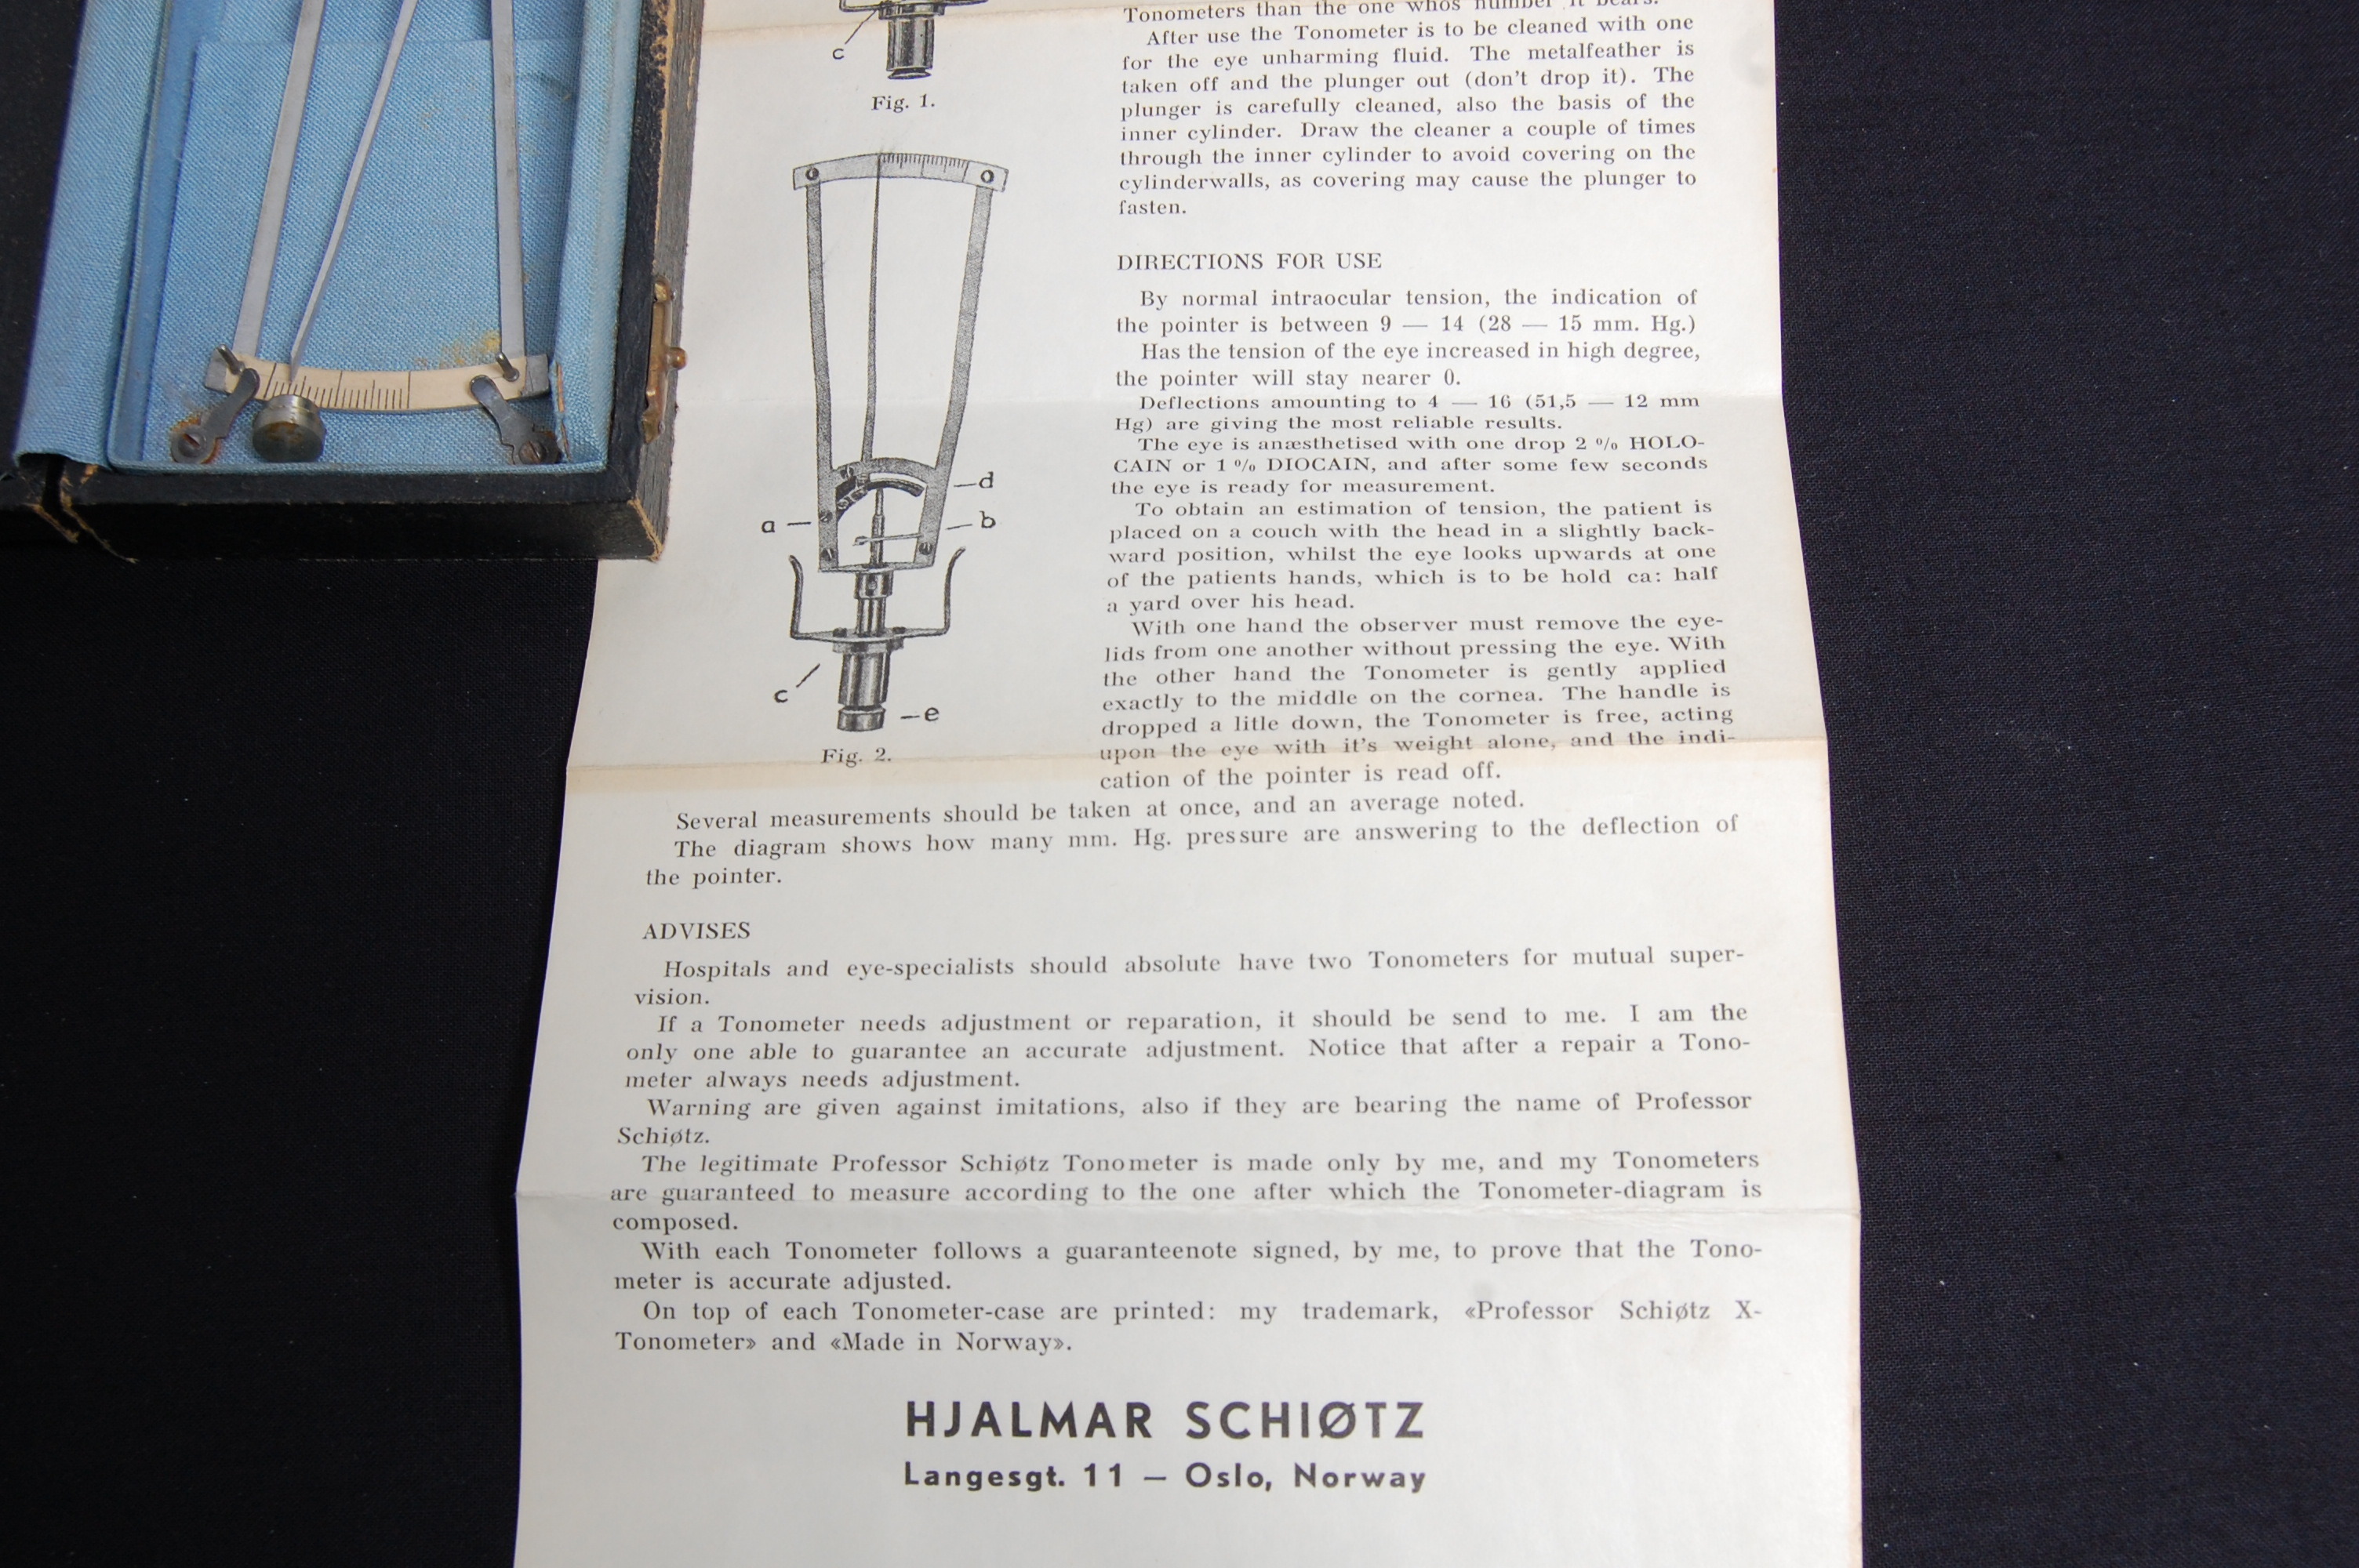 c
Fig. 1.
a
b
d
c
e
Fig. 2.
Tonometers than the one whos number it bears.
After use the Tonometer is to be cleaned with one
for the eye unharming fluid. The metalfeather is
taken off and the plunger out (don't drop it). The
plunger is carefully cleaned, also the basis of the
inner cylinder. Draw the cleaner a couple of times
through the inner cylinder to avoid covering on the
cylinderwalls, as covering may cause the plunger to
fasten.
DIRECTIONS FOR USE
By normal intraocular tension, the indication of
the pointer is between 9 — 14 (28 — 15 mm. Hg.)
Has the tension of the eye increased in high degree,
the pointer will stay nearer 0.
Deflections amounting to 4 — 16 (51,5 — 12 mm
Hg) are giving the most reliable results.
The eye is anæsthetised with one drop 2 % HOLO-
CAIN or 1 % DIOCAIN, and after some few seconds
the eye is ready for measurement.
To obtain an estimation of tension, the patient is
placed on a couch with the head in a slightly back-
ward position, whilst the eye looks upwards at one
of the patients hands, which is to be hold ca: half
a yard over his head.
With one hand the observer must remove the eye-
lids from one another without pressing the eye. With
the other hand the Tonometer is gently applied
exactly to the middle on the cornea. The handle is
dropped a litle down, the Tonometer is free, acting
upon the eye with it's weight alone, and the indi-
cation of the pointer is read off.
Several measurements should be taken at once, and an average noted.
The diagram shows how many mm. Hg. pressure are answering to the deflection of
the pointer.
ADVISES
Hospitals and eye-specialists should absolute have two Tonometers for mutual super-
vision.
If a Tonometer needs adjustment or reparation, it should be send to me. I am the
only one able to guarantee an accurate adjustment. Notice that after a repair a Tono-
meter always needs adjustment.
Warning are given against imitations, also if they are bearing the name of Professor
Schiøtz.
The legitimate Professor Schiøtz Tonometer is made only by me, and my Tonometers
are guaranteed to measure according to the one after which the Tonometer-diagram is
composed.
With each Tonometer follows a guaranteenote signed, by me, to prove that the Tono-
meter is accurate adjusted.
On top of each Tonometer-case are printed: my trademark, «Professor Schiøtz X-
Tonometer» and «Made in Norway».
HJALMAR SCHIØTZ
Langesgt. 11 — Oslo, Norway